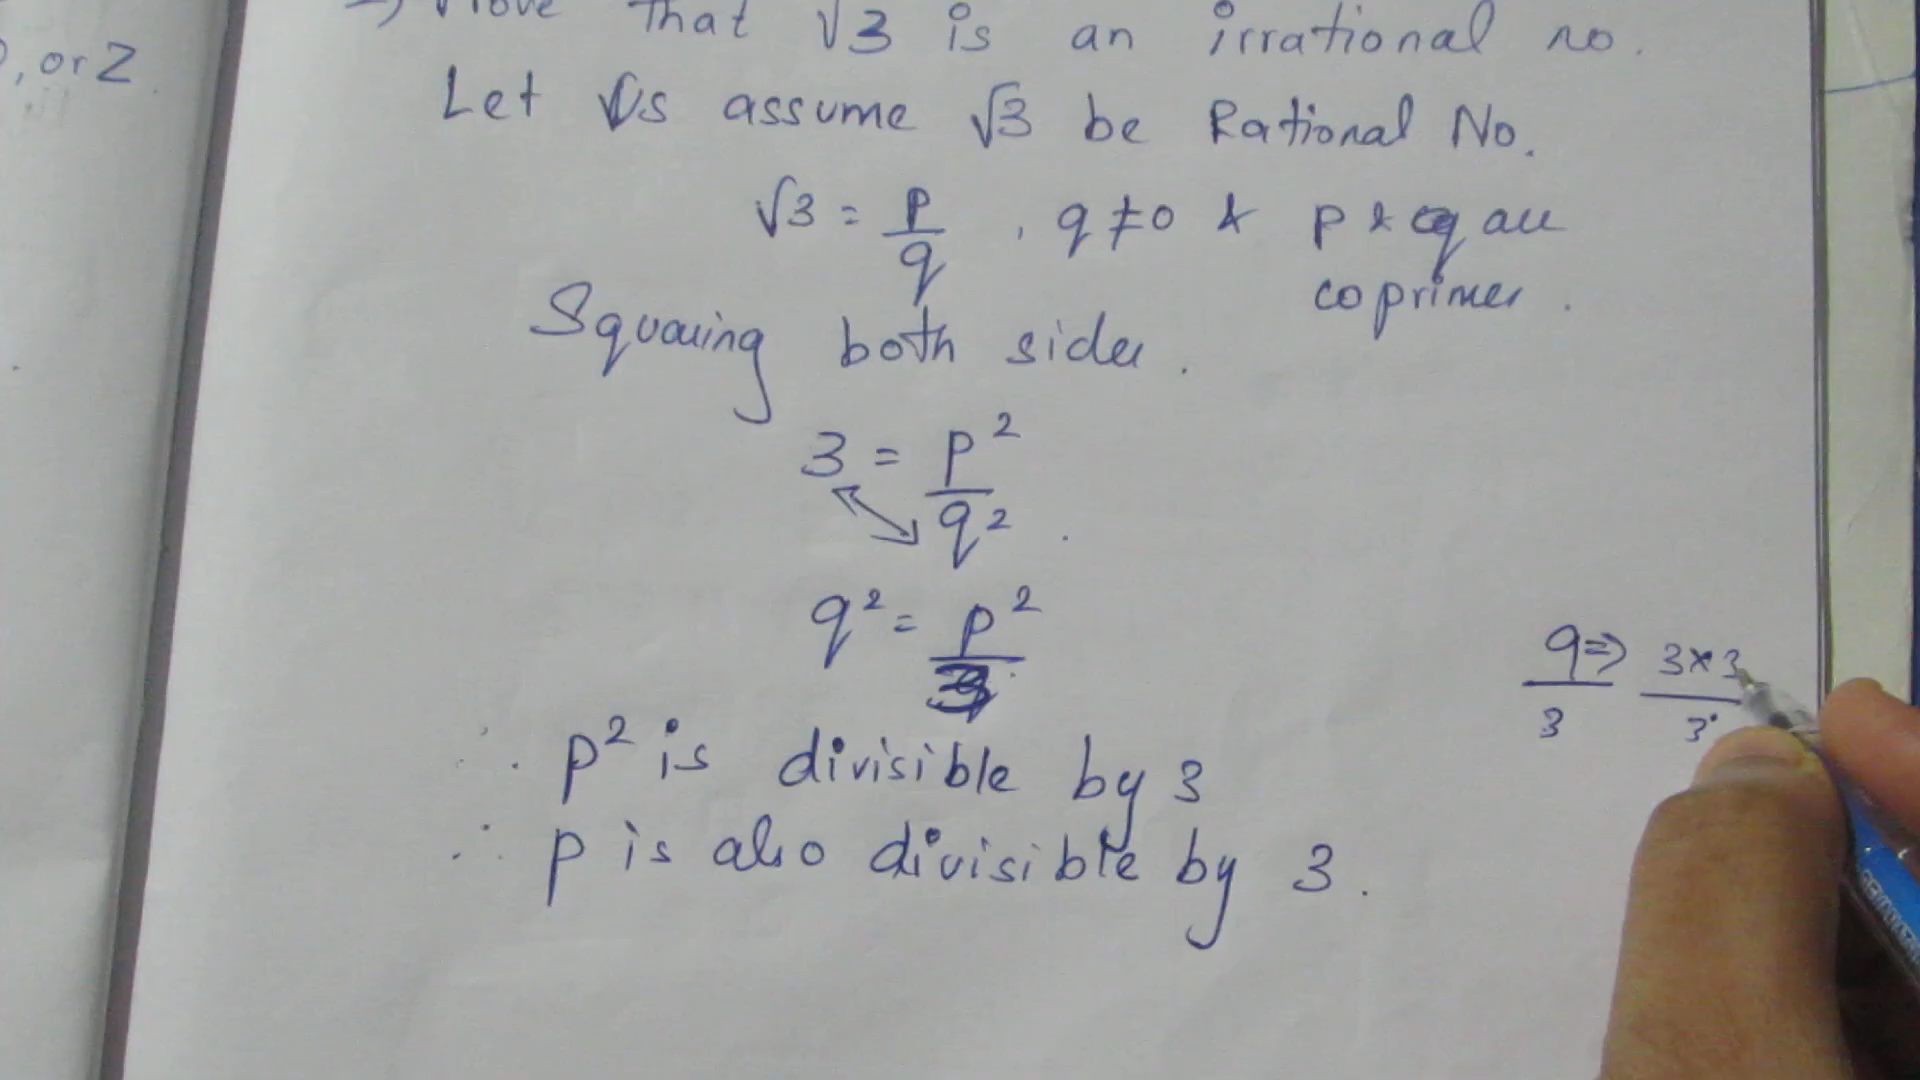 , or 2
that √3 is an irrational no.
Let Us assume √3 be Rational No.
√3 = p/q , q ≠ 0 & p & q are
coprimes.
Squaring both sides.
3 = p²/q².
q² = p²/3
9/3 ⇒ 3×3/3
∴ p² is divisible by 3
∴ p is also divisible by 3.